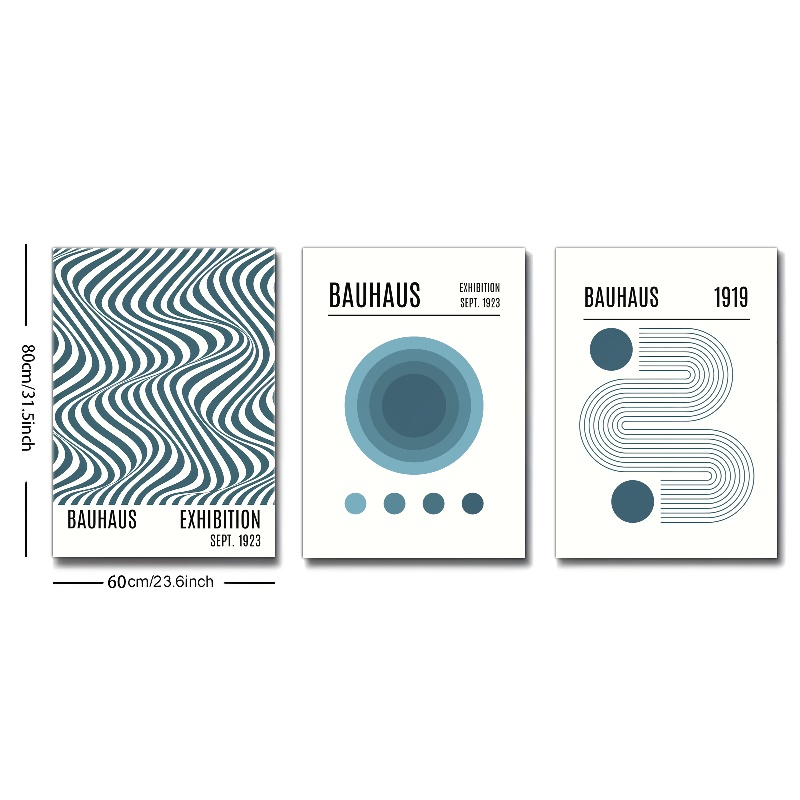 80cm/31.5inch
BAUHAUS EXHIBITION
SEPT. 1923
60cm/23.6inch
BAUHAUS
EXHIBITION
SEPT. 1923
BAUHAUS 1919